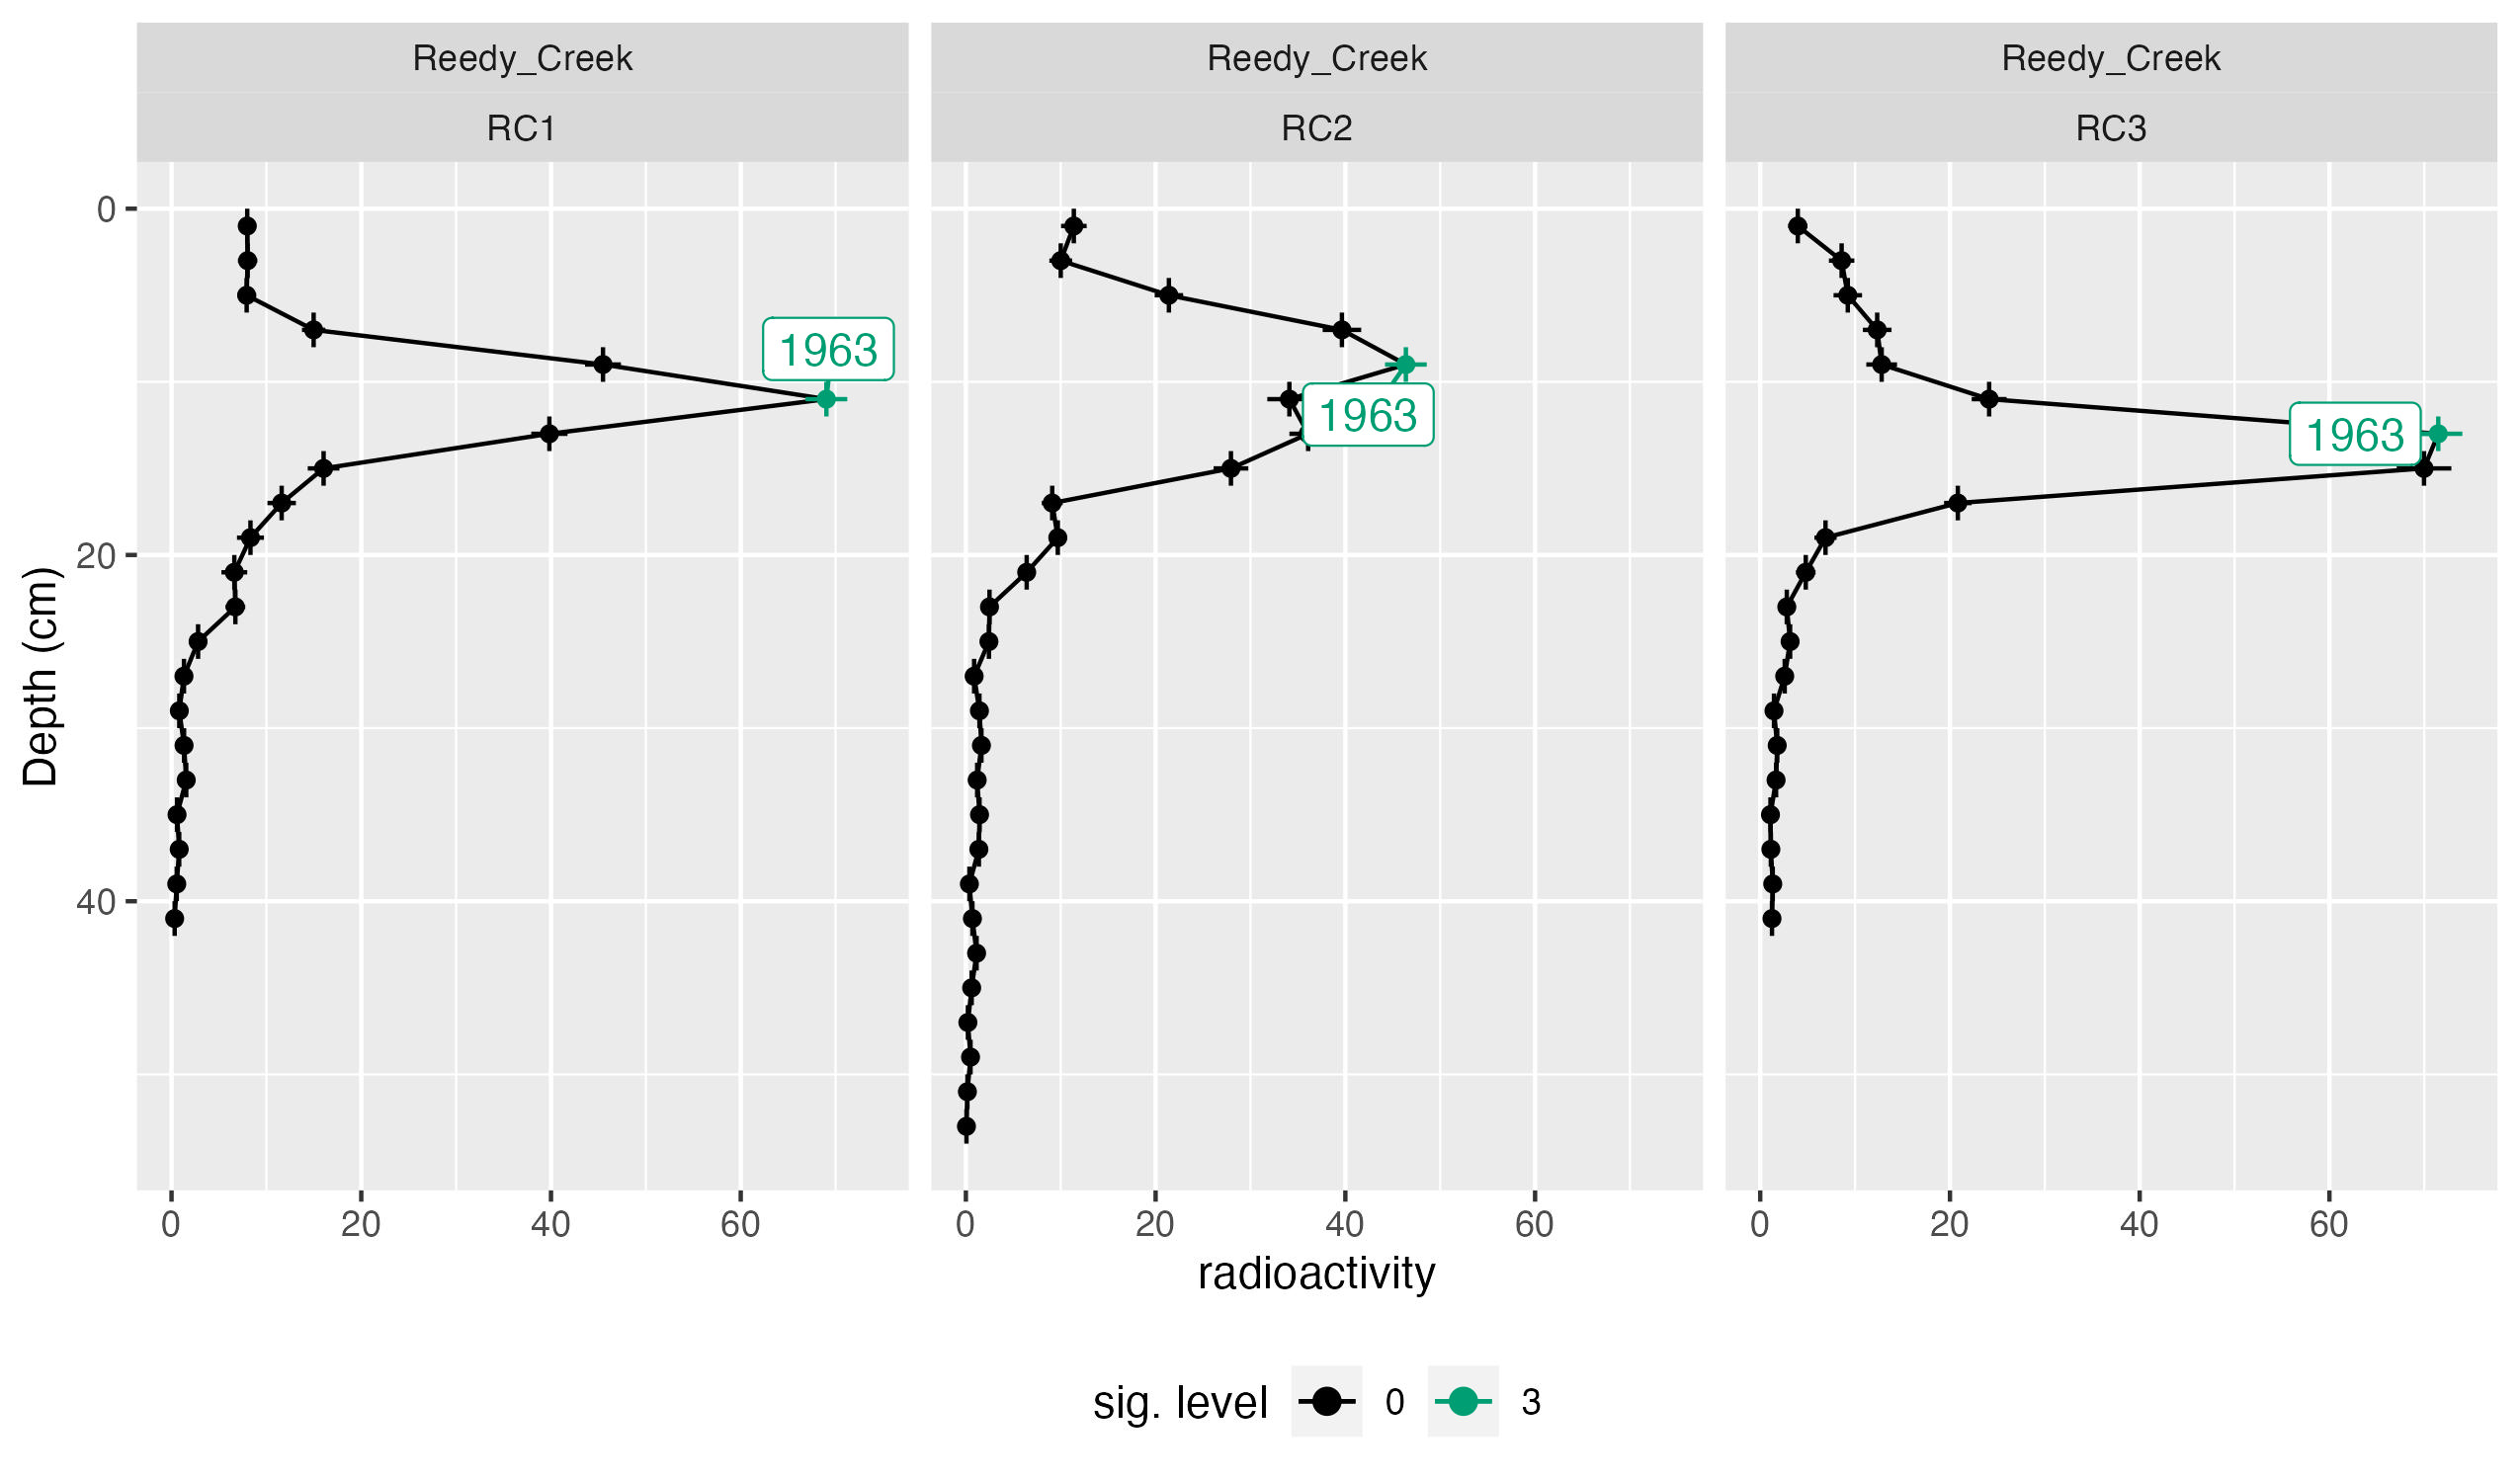 Reedy_Creek Reedy_Creek Reedy_Creek
RC1 RC2 RC3
0
1963
1963
1963
20
Depth (cm)
40
0 20 40 60 0 20 40 60 0 20 40 60
radioactivity
sig. level 0 3